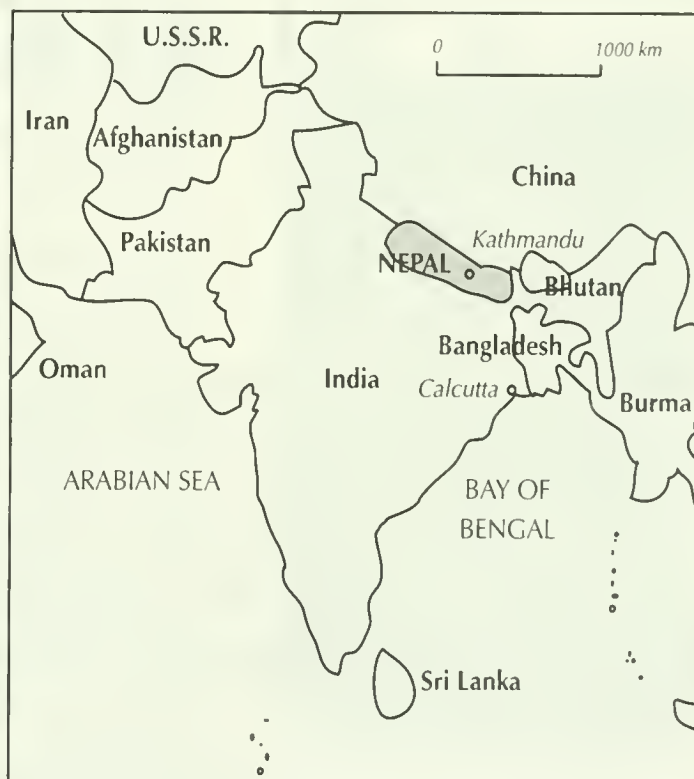 U.S.S.R.
0 1000 km
Iran
Afghanistan
China
Pakistan
Kathmandu
NEPAL
Bhutan
Bangladesh
Oman
India
Calcutta
Burma
ARABIAN SEA
BAY OF
BENGAL
Sri Lanka